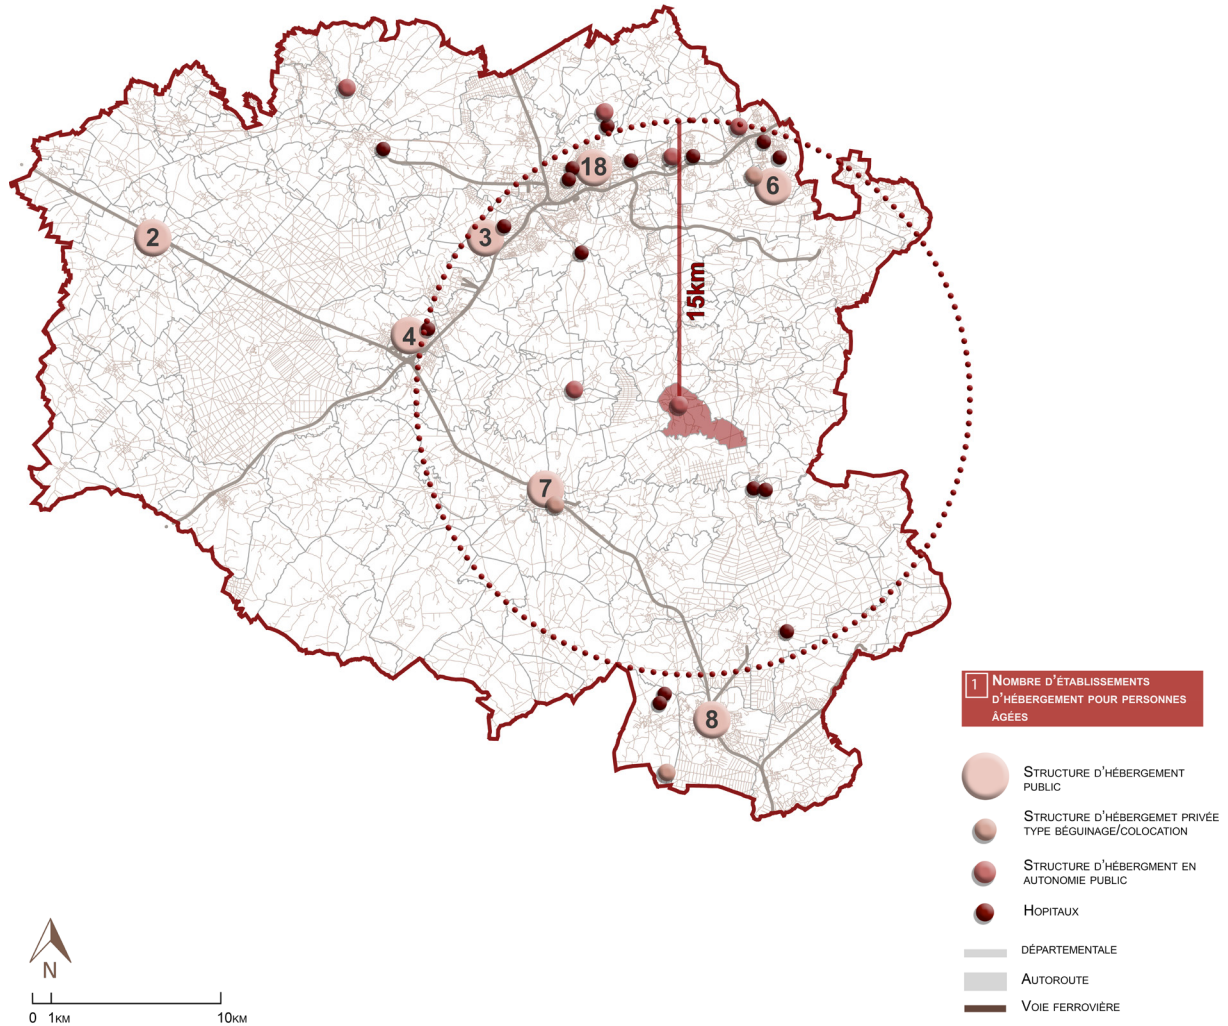 18
6
2
3
15km
4
7
8
1 NOMBRE D'ÉTABLISSEMENTS
D'HÉBERGEMENT POUR PERSONNES
ÂGÉES
STRUCTURE D'HÉBERGEMENT
PUBLIC
STRUCTURE D'HÉBERGEMET PRIVÉE
TYPE BÉGUINAGE/COLOCATION
STRUCTURE D'HÉBERGMENT EN
AUTONOMIE PUBLIC
HOPITAUX
DÉPARTEMENTALE
AUTOROUTE
VOIE FERROVIÈRE
N
0 1KM 10KM